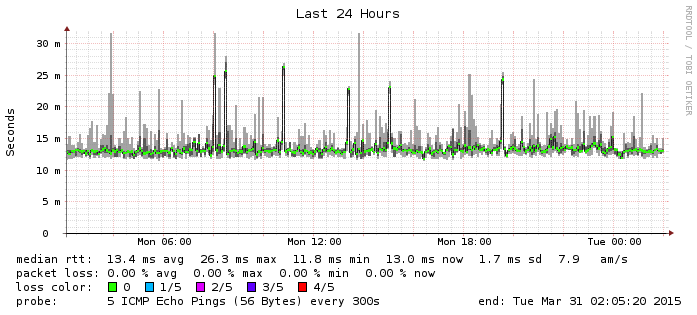 Last 24 Hours
RRDTOOL / TOBI OETIKER
Seconds
30 m
25 m
20 m
15 m
10 m
5 m
0
Mon 06:00 Mon 12:00 Mon 18:00 Tue 00:00
median rtt: 13.4 ms avg 26.3 ms max 11.8 ms min 13.0 ms now 1.7 ms sd 7.9 am/s
packet loss: 0.00 % avg 0.00 % max 0.00 % min 0.00 % now
loss color: 0 1/5 2/5 3/5 4/5
probe: 5 ICMP Echo Pings (56 Bytes) every 300s end: Tue Mar 31 02:05:20 2015